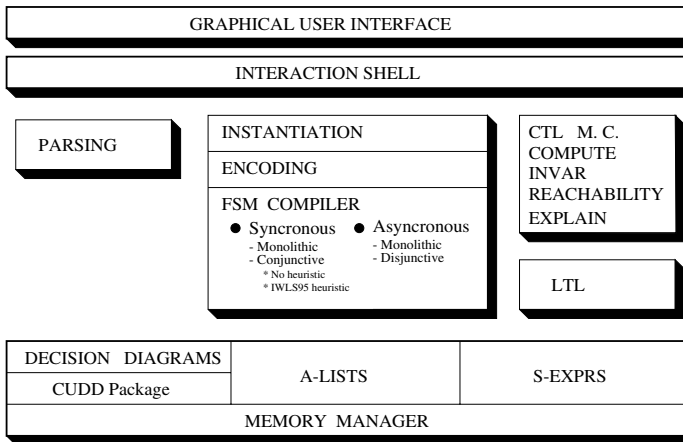 GRAPHICAL USER INTERFACE
INTERACTION SHELL
PARSING
INSTANTIATION
ENCODING
FSM COMPILER
● Syncronous ● Asyncronous
- Monolithic - Monolithic
- Conjunctive - Disjunctive
* No heuristic
* IWLS95 heuristic
CTL M. C.
COMPUTE
INVAR
REACHABILITY
EXPLAIN
LTL
DECISION DIAGRAMS
CUDD Package
A-LISTS
S-EXPRS
MEMORY MANAGER